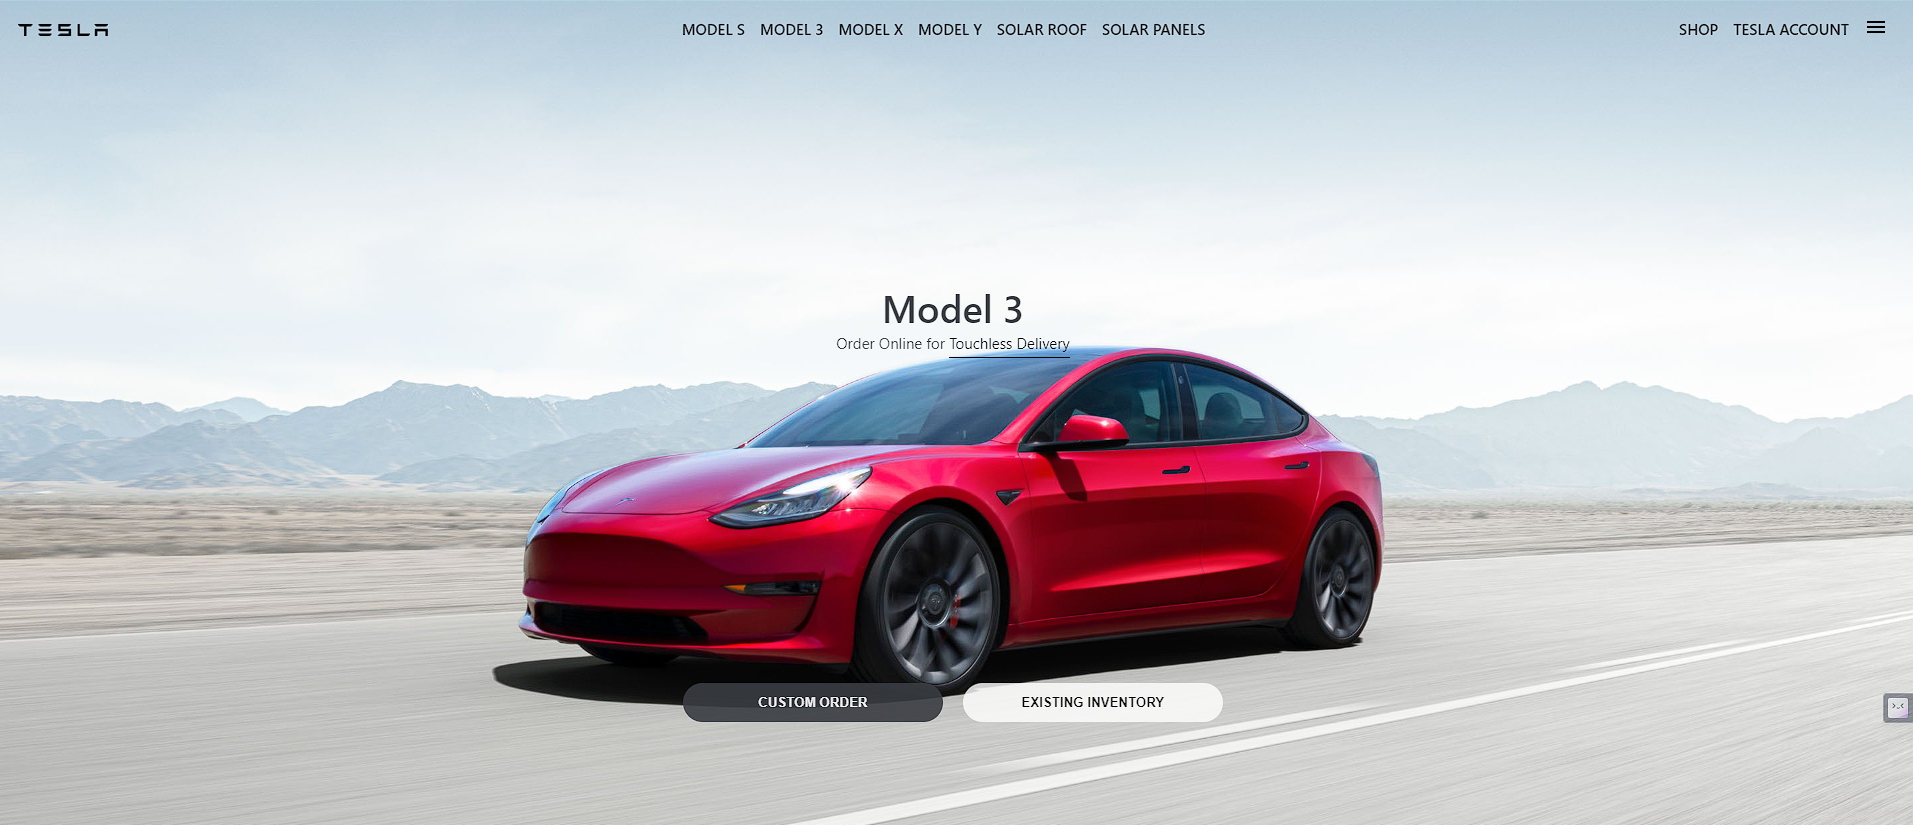 TESLA
MODEL S MODEL 3 MODEL X MODEL Y SOLAR ROOF SOLAR PANELS
SHOP TESLA ACCOUNT
Model 3
Order Online for Touchless Delivery
CUSTOM ORDER
EXISTING INVENTORY